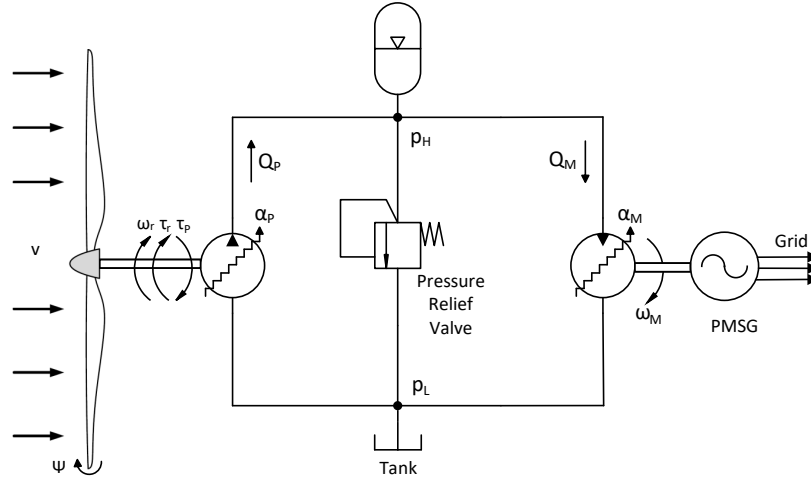 p_H
Q_P
Q_M
ω_r τ_r τ_P
α_P
α_M
Grid
v
Pressure
Relief
Valve
ω_M
PMSG
p_L
Ψ
Tank